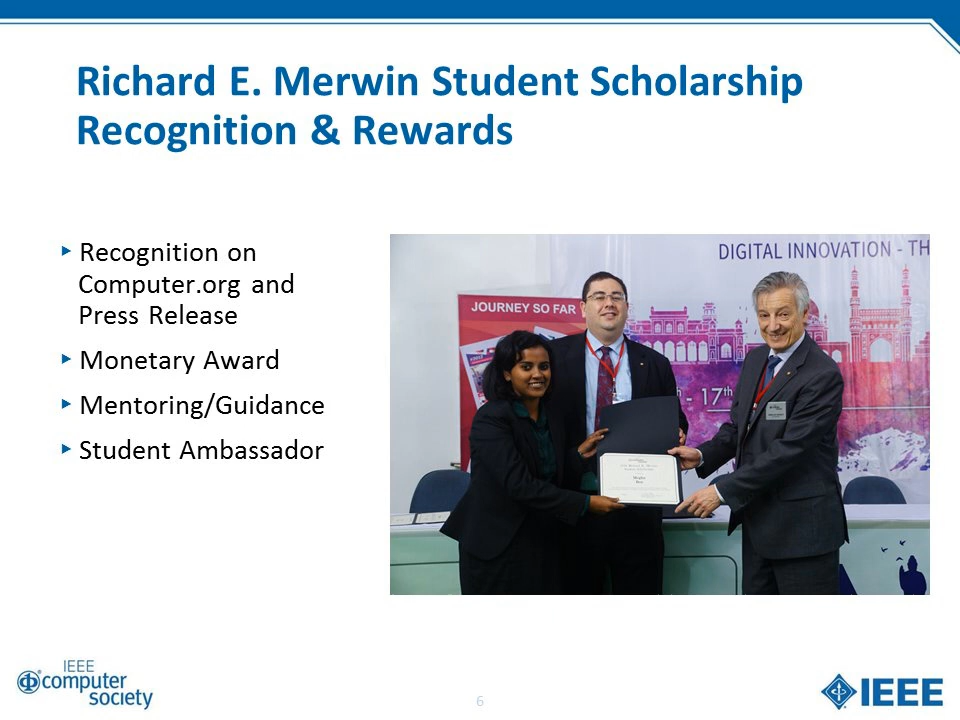 Richard E. Merwin Student Scholarship
Recognition & Rewards
▸ Recognition on
Computer.org and
Press Release
▸ Monetary Award
▸ Mentoring/Guidance
▸ Student Ambassador
DIGITAL INNOVATION - TH
JOURNEY SO FAR
- 17th
IEEE
computer
society
6
IEEE